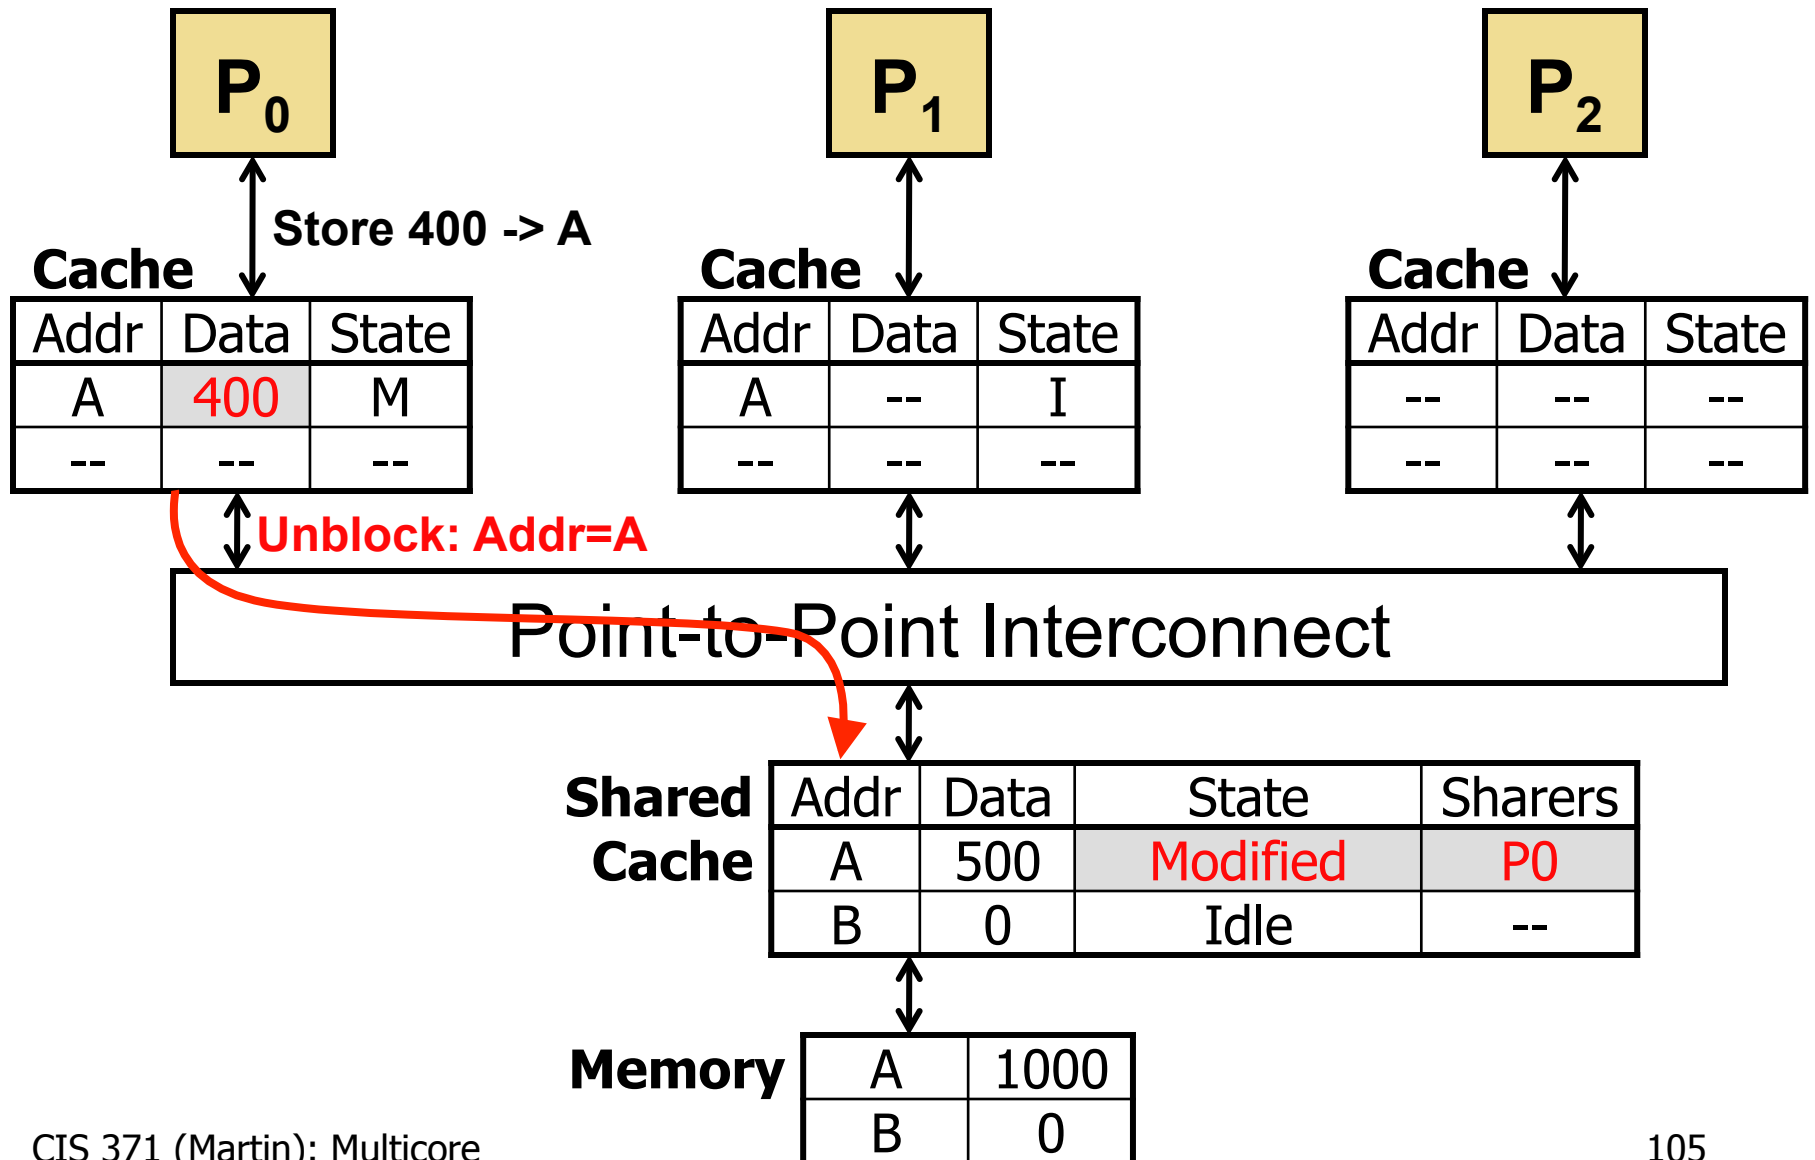 P0 P1 P2
Store 400 -> A
Cache Cache Cache
Addr Data State Addr Data State Addr Data State
A 400 M A -- I -- -- --
-- -- -- -- -- -- -- -- --
Unblock: Addr=A
Point-to-Point Interconnect
Shared Addr Data State Sharers
Cache A 500 Modified P0
B 0 Idle --
Memory A 1000
B 0
CIS 371 (Martin): Multicore 105